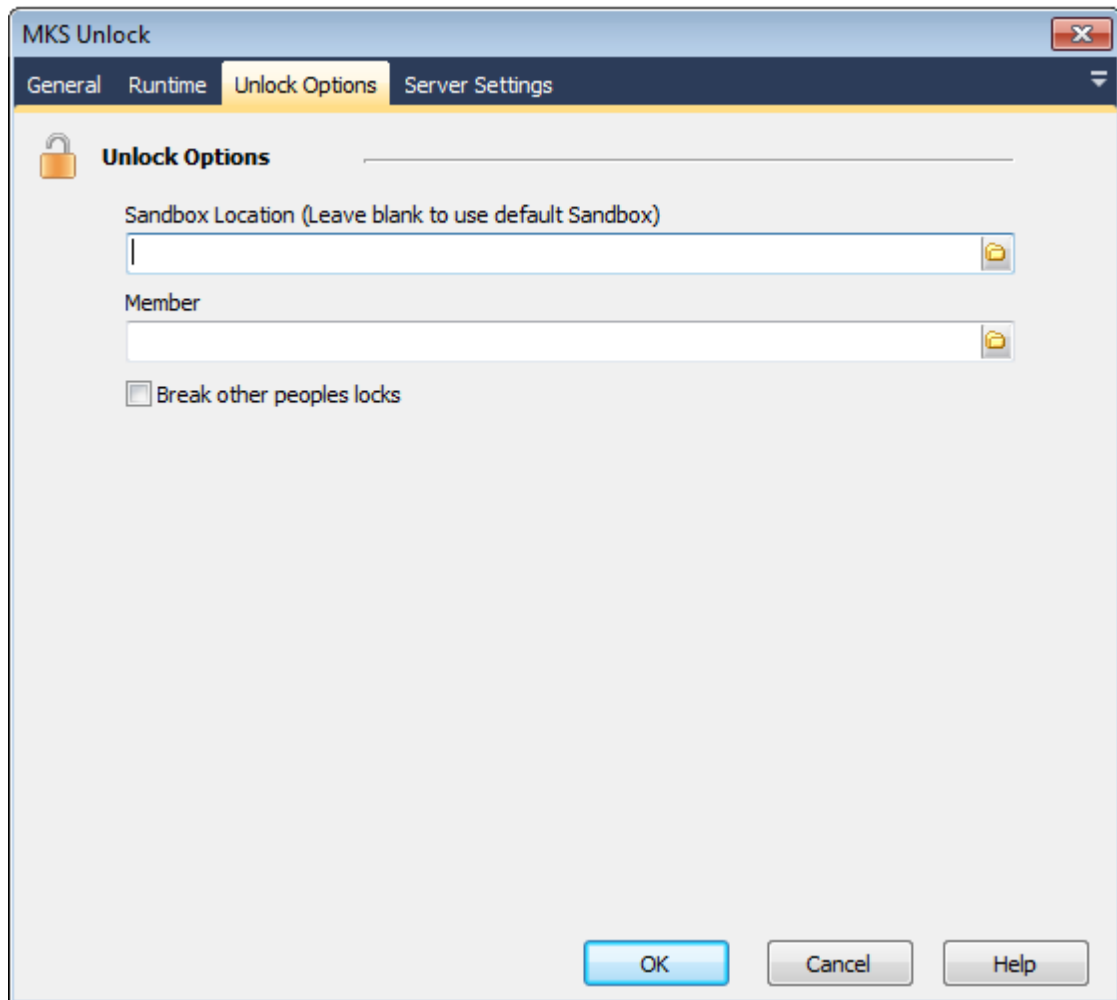 MKS Unlock
General Runtime Unlock Options Server Settings
Unlock Options
Sandbox Location (Leave blank to use default Sandbox)
Member
Break other peoples locks
OK Cancel Help